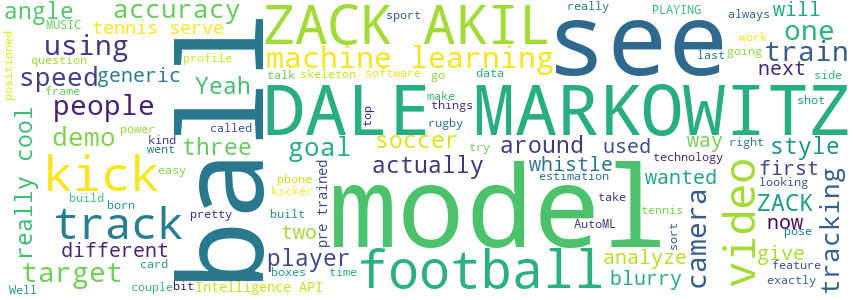 angle
accuracy
MUSIC
tennis serve
question
using
profile
speed
generic
frame
Yeah
positioned
people
power
called
demo
kind
three
went
kick
easy
really cool
build
born
track
pretty
different
target
card
Well
couple
bit
Intelligence API
ball
ZACK AKIL
machine learning
talk
skeleton
software
go
data
DALE MARKOWITZ
top
make
things
rugby
goal
soccer
try
around
used
actually
whistle
phone
kicker
pre trained
estimation
built
two
model
player
boxes
time
football
AutoML
analyze
blurry
sport
really
PLAYING
always
will
see
work
one
last
going
train
next
side
shot
way
right
style
technology
first
wanted
looking
tennis
take
ZACK
video
now
pose
sort
camera
give
feature
exactly
tracking